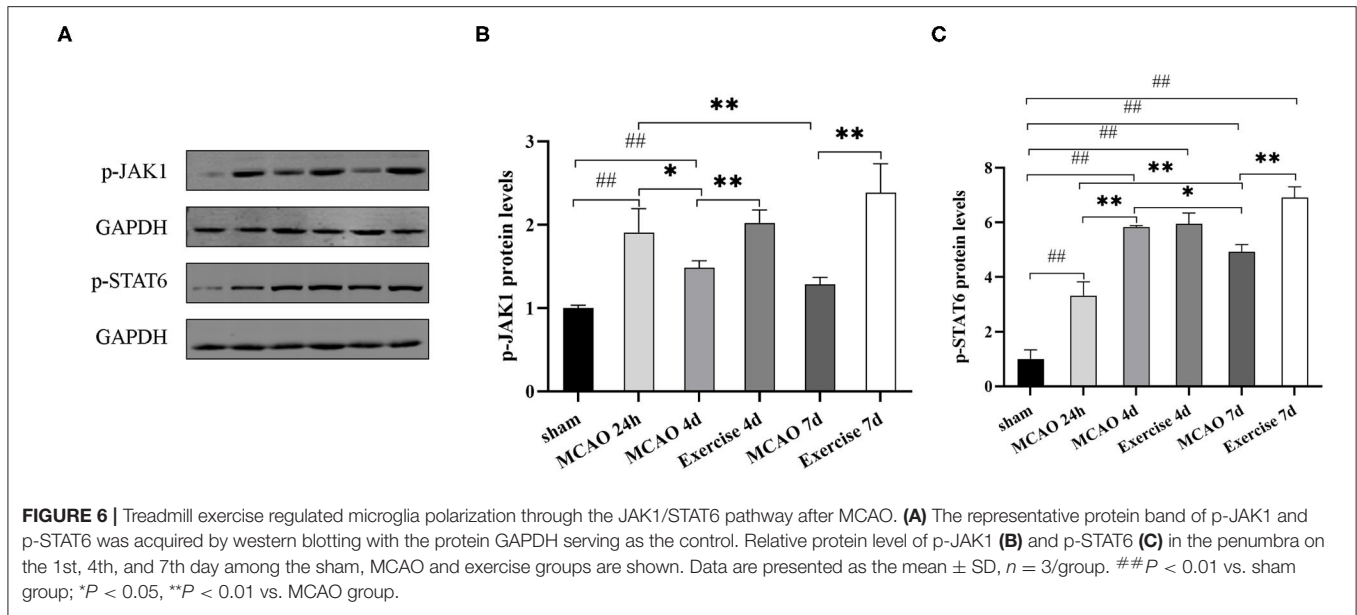 A
p-JAK1
GAPDH
p-STAT6
GAPDH
B
p-JAK1 protein levels
3
2
1
0
##
##
**
*
**
**
sham
MCAO 24h
MCAO 4d
Exercise 4d
MCAO 7d
Exercise 7d
C
p-STAT6 protein levels
8
6
4
2
0
##
##
##
##
##
**
**
*
**
sham
MCAO 24h
MCAO 4d
Exercise 4d
MCAO 7d
Exercise 7d
FIGURE 6 | Treadmill exercise regulated microglia polarization through the JAK1/STAT6 pathway after MCAO. (A) The representative protein band of p-JAK1 and
p-STAT6 was acquired by western blotting with the protein GAPDH serving as the control. Relative protein level of p-JAK1 (B) and p-STAT6 (C) in the penumbra on
the 1st, 4th, and 7th day among the sham, MCAO and exercise groups are shown. Data are presented as the mean ± SD, n = 3/group. ##P < 0.01 vs. sham
group; *P < 0.05, **P < 0.01 vs. MCAO group.